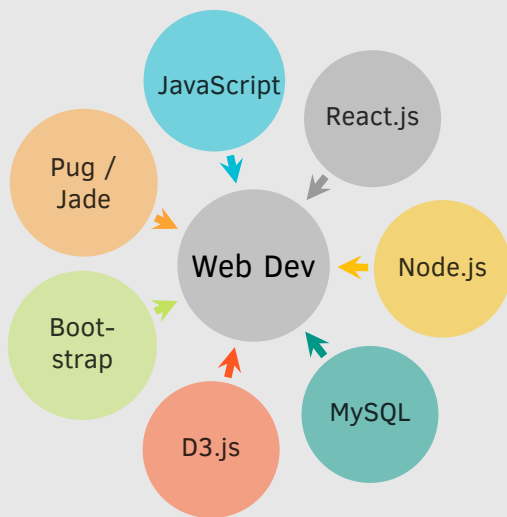 JavaScript
React.js
Pug /
Jade
Web Dev
Node.js
Boot-
strap
MySQL
D3.js